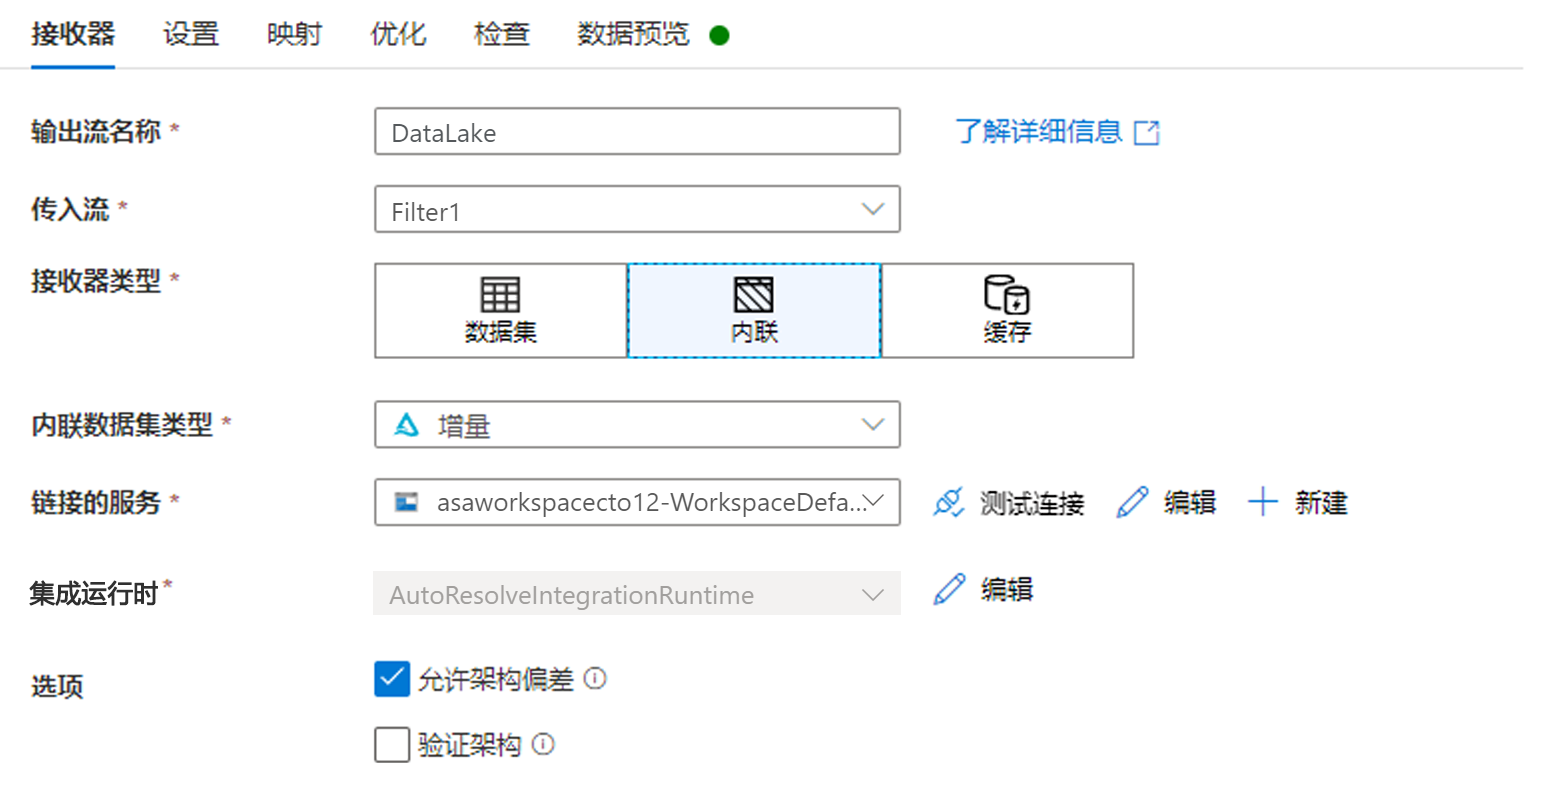 接收器 设置 映射 优化 检查 数据预览
输出流名称 * DataLake 了解详细信息
传入流 * Filter1
接收器类型 * 数据集 内联 缓存
内联数据集类型 * 增量
链接的服务 * asaworkspacecto12-WorkspaceDefa... 测试连接 编辑 新建
集成运行时 * AutoResolveIntegrationRuntime 编辑
选项 允许架构偏差
验证架构